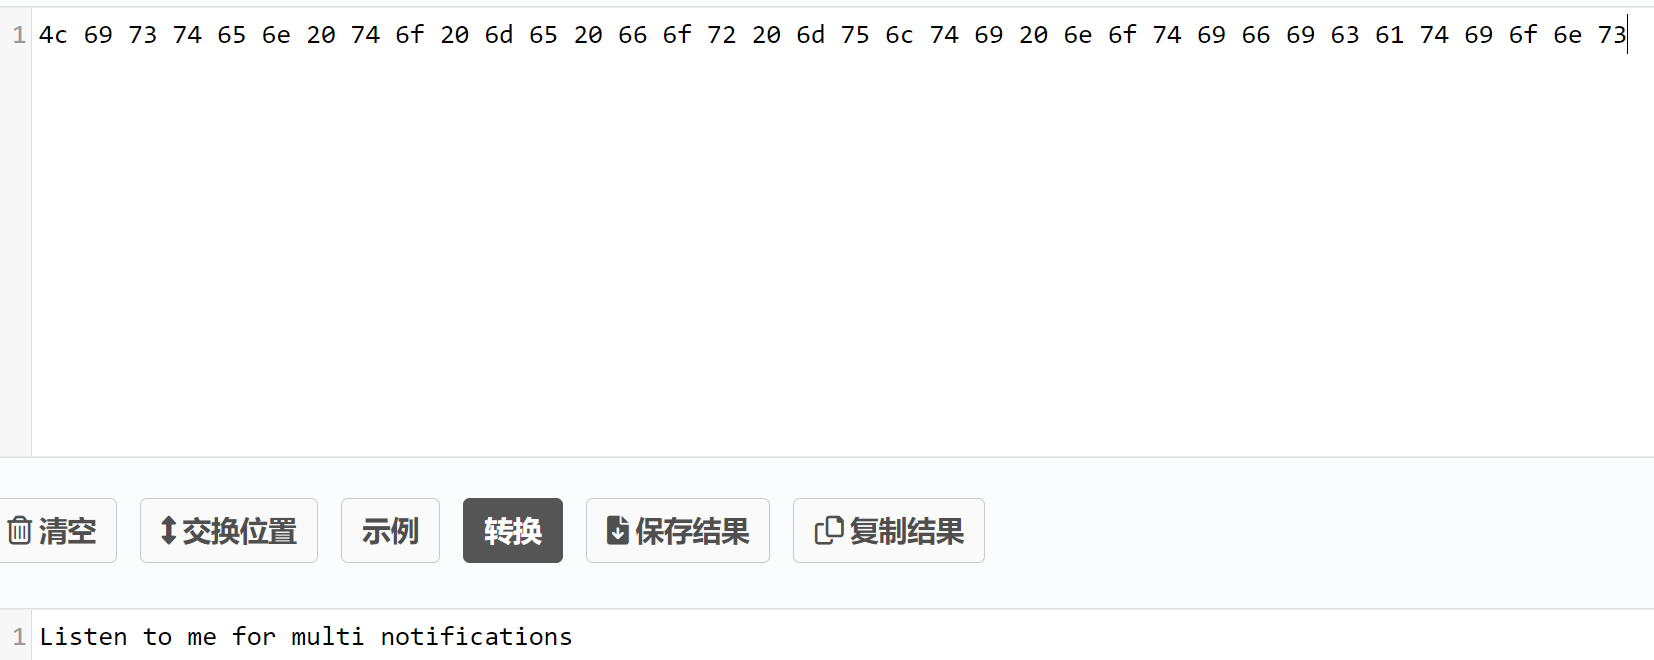 1 4c 69 73 74 65 6e 20 74 6f 20 6d 65 20 66 6f 72 20 6d 75 6c 74 69 20 6e 6f 74 69 66 69 63 61 74 69 6f 6e 73
清空 交换位置 示例 转换 保存结果 复制结果
1 Listen to me for multi notifications